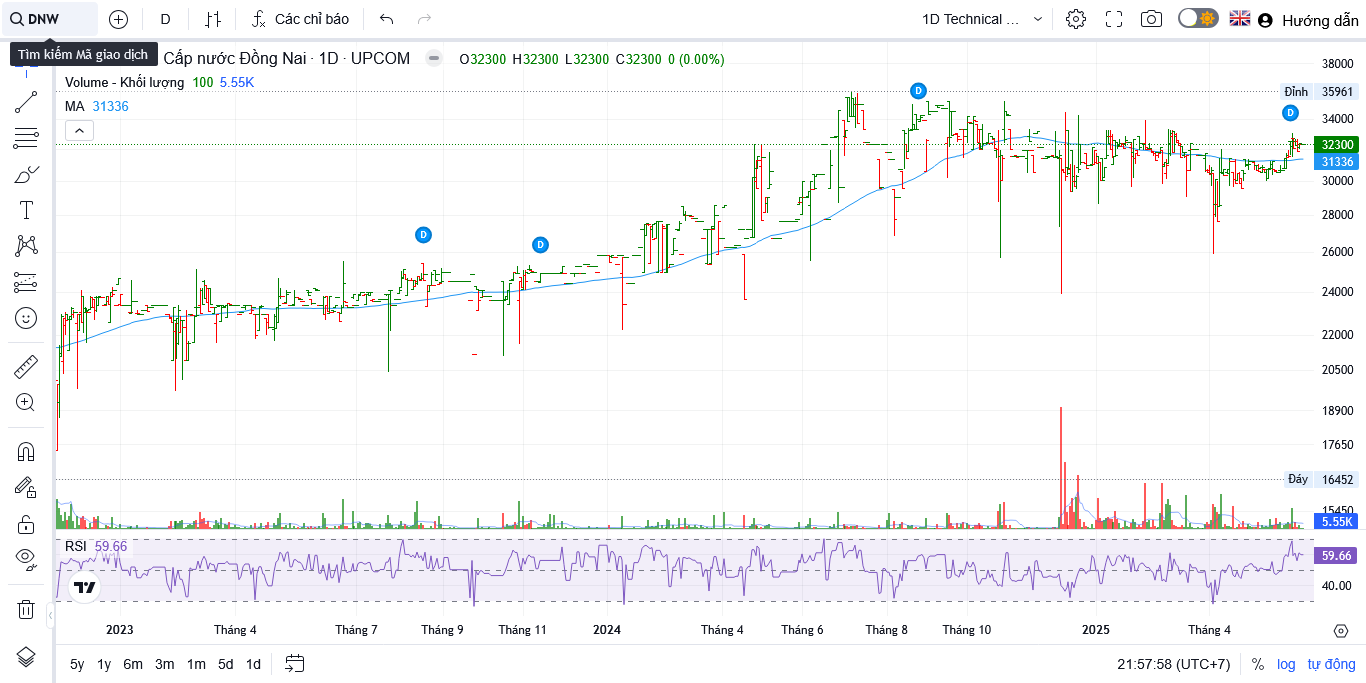 DNW
D
Các chỉ báo
1D Technical ...
Hướng dẫn
Tìm kiếm Mã giao dịch
Cấp nước Đồng Nai · 1D · UPCOM
O32300 H32300 L32300 C32300 0 (0.00%)
Volume - Khối lượng 100 5.55K
MA 31336
38000
Đỉnh 35961
34000
32300
31336
30000
28000
26000
24000
22000
20500
18900
17650
Đáy 16452
15450
5.55K
D
D
D
D
RSI 59.66
59.66
40.00
2023
Tháng 4
Tháng 7
Tháng 9
Tháng 11
2024
Tháng 4
Tháng 6
Tháng 8
Tháng 10
2025
Tháng 4
5y 1y 6m 3m 1m 5d 1d
21:57:58 (UTC+7)
% log tự động